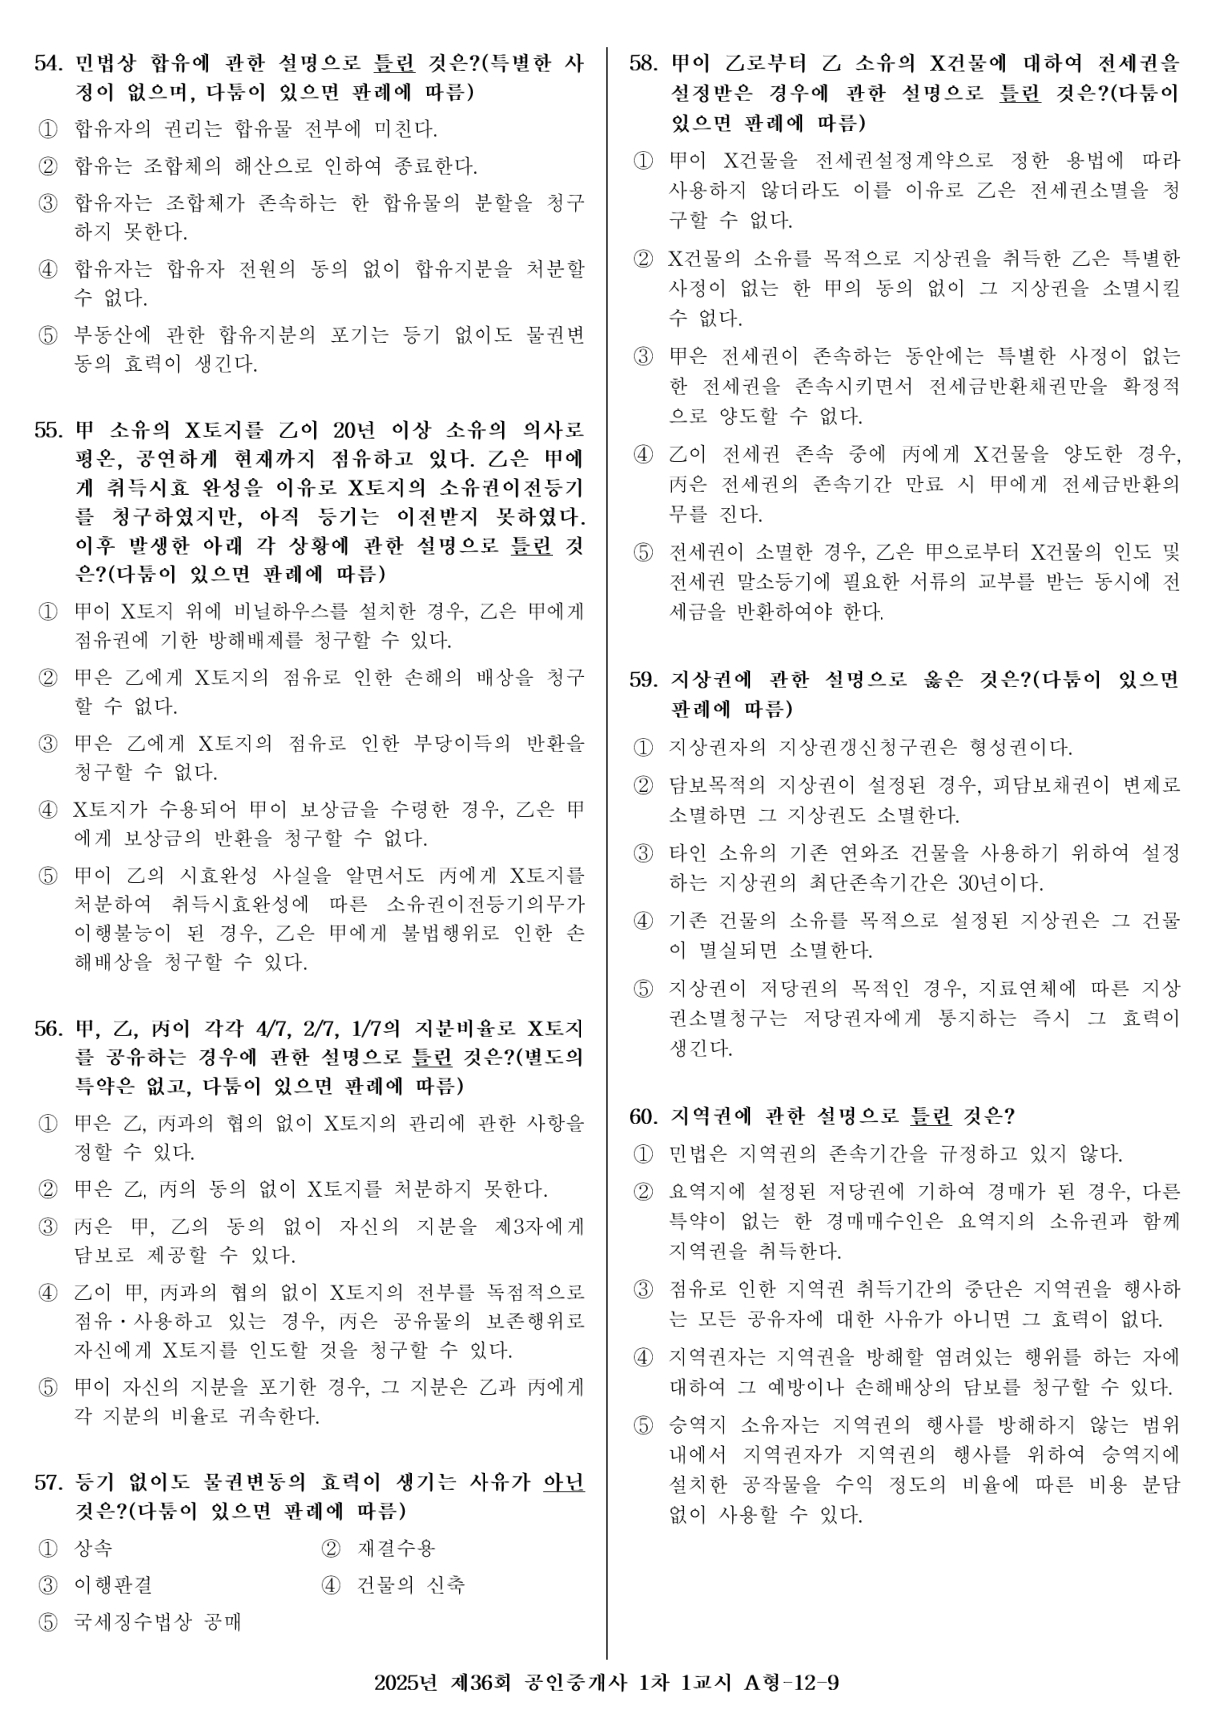 54. 민법상 합유에 관한 설명으로 틀린 것은?(특별한 사
정이 없으며, 다툼이 있으면 판례에 따름)
① 합유자의 권리는 합유물 전부에 미친다.
② 합유는 조합체의 해산으로 인하여 종료한다.
③ 합유자는 조합체가 존속하는 한 합유물의 분할을 청구
하지 못한다.
④ 합유자는 합유자 전원의 동의 없이 합유지분을 처분할
수 없다.
⑤ 부동산에 관한 합유지분의 포기는 등기 없이도 물권변
동의 효력이 생긴다.
55. 甲 소유의 X토지를 乙이 20년 이상 소유의 의사로
평온, 공연하게 현재까지 점유하고 있다. 乙은 甲에
게 취득시효 완성을 이유로 X토지의 소유권이전등기
를 청구하였지만, 아직 등기는 이전받지 못하였다.
이후 발생한 아래 각 상황에 관한 설명으로 틀린 것
은?(다툼이 있으면 판례에 따름)
① 甲이 X토지 위에 비닐하우스를 설치한 경우, 乙은 甲에게
점유권에 기한 방해배제를 청구할 수 있다.
② 甲은 乙에게 X토지의 점유로 인한 손해의 배상을 청구
할 수 없다.
③ 甲은 乙에게 X토지의 점유로 인한 부당이득의 반환을
청구할 수 없다.
④ X토지가 수용되어 甲이 보상금을 수령한 경우, 乙은 甲
에게 보상금의 반환을 청구할 수 없다.
⑤ 甲이 乙의 시효완성 사실을 알면서도 丙에게 X토지를
처분하여 취득시효완성에 따른 소유권이전등기의무가
이행불능이 된 경우, 乙은 甲에게 불법행위로 인한 손
해배상을 청구할 수 있다.
56. 甲, 乙, 丙이 각각 4/7, 2/7, 1/7의 지분비율로 X토지
를 공유하는 경우에 관한 설명으로 틀린 것은?(별도의
특약은 없고, 다툼이 있으면 판례에 따름)
① 甲은 乙, 丙과의 협의 없이 X토지의 관리에 관한 사항을
정할 수 있다.
② 甲은 乙, 丙의 동의 없이 X토지를 처분하지 못한다.
③ 丙은 甲, 乙의 동의 없이 자신의 지분을 제3자에게
담보로 제공할 수 있다.
④ 乙이 甲, 丙과의 협의 없이 X토지의 전부를 독점적으로
점유·사용하고 있는 경우, 丙은 공유물의 보존행위로
자신에게 X토지를 인도할 것을 청구할 수 있다.
⑤ 甲이 자신의 지분을 포기한 경우, 그 지분은 乙과 丙에게
각 지분의 비율로 귀속한다.
57. 등기 없이도 물권변동의 효력이 생기는 사유가 아닌
것은?(다툼이 있으면 판례에 따름)
① 상속 ② 재결수용
③ 이행판결 ④ 건물의 신축
⑤ 국세징수법상 공매
58. 甲이 乙로부터 乙 소유의 X건물에 대하여 전세권을
설정받은 경우에 관한 설명으로 틀린 것은?(다툼이
있으면 판례에 따름)
① 甲이 X건물을 전세권설정계약으로 정한 용법에 따라
사용하지 않더라도 이를 이유로 乙은 전세권소멸을 청
구할 수 없다.
② X건물의 소유를 목적으로 지상권을 취득한 乙은 특별한
사정이 없는 한 甲의 동의 없이 그 지상권을 소멸시킬
수 없다.
③ 甲은 전세권이 존속하는 동안에는 특별한 사정이 없는
한 전세권을 존속시키면서 전세금반환채권만을 확정적
으로 양도할 수 없다.
④ 乙이 전세권 존속 중에 丙에게 X건물을 양도한 경우,
丙은 전세권의 존속기간 만료 시 甲에게 전세금반환의
무를 진다.
⑤ 전세권이 소멸한 경우, 乙은 甲으로부터 X건물의 인도 및
전세권 말소등기에 필요한 서류의 교부를 받는 동시에 전
세금을 반환하여야 한다.
59. 지상권에 관한 설명으로 옳은 것은?(다툼이 있으면
판례에 따름)
① 지상권자의 지상권갱신청구권은 형성권이다.
② 담보목적의 지상권이 설정된 경우, 피담보채권이 변제로
소멸하면 그 지상권도 소멸한다.
③ 타인 소유의 기존 연와조 건물을 사용하기 위하여 설정
하는 지상권의 최단존속기간은 30년이다.
④ 기존 건물의 소유를 목적으로 설정된 지상권은 그 건물
이 멸실되면 소멸한다.
⑤ 지상권이 저당권의 목적인 경우, 지료연체에 따른 지상
권소멸청구는 저당권자에게 통지하는 즉시 그 효력이
생긴다.
60. 지역권에 관한 설명으로 틀린 것은?
① 민법은 지역권의 존속기간을 규정하고 있지 않다.
② 요역지에 설정된 저당권에 기하여 경매가 된 경우, 다른
특약이 없는 한 경매매수인은 요역지의 소유권과 함께
지역권을 취득한다.
③ 점유로 인한 지역권 취득기간의 중단은 지역권을 행사하
는 모든 공유자에 대한 사유가 아니면 그 효력이 없다.
④ 지역권자는 지역권을 방해할 염려있는 행위를 하는 자에
대하여 그 예방이나 손해배상의 담보를 청구할 수 있다.
⑤ 승역지 소유자는 지역권의 행사를 방해하지 않는 범위
내에서 지역권자가 지역권의 행사를 위하여 승역지에
설치한 공작물을 수익 정도의 비율에 따른 비용 분담
없이 사용할 수 있다.
2025년 제36회 공인중개사 1차 1교시 A형-12-9